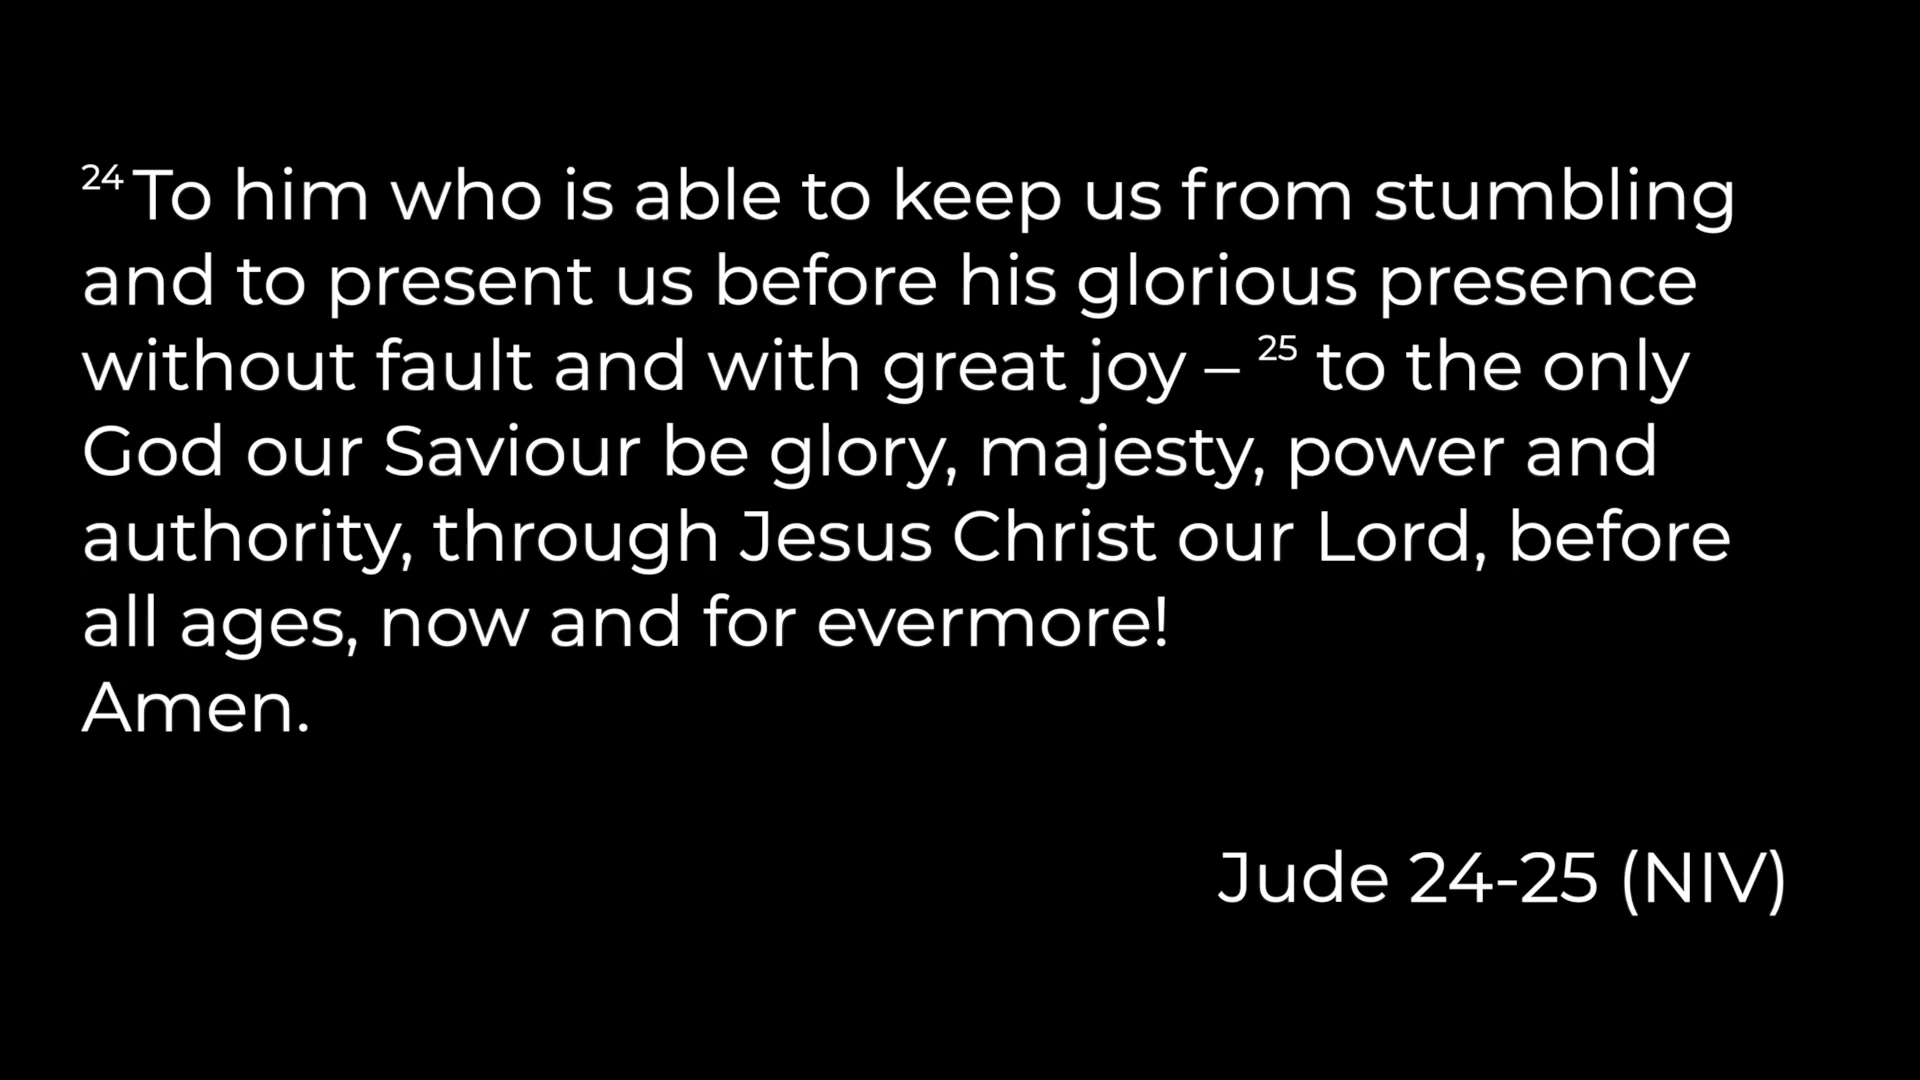 24 To him who is able to keep us from stumbling
and to present us before his glorious presence
without fault and with great joy – 25 to the only
God our Saviour be glory, majesty, power and
authority, through Jesus Christ our Lord, before
all ages, now and for evermore!
Amen.
Jude 24-25 (NIV)